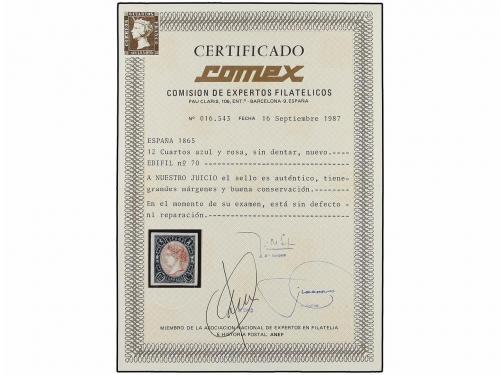 CERTIFICADO
comex
COMISION DE EXPERTOS FILATELICOS
PAU CLARIS, 106, ENT.º - BARCELONA-9, ESPAÑA
Nº 016.543 FECHA 16 Septiembre 1987
ESPAÑA 1865
12 Cuartos azul y rosa, sin dentar, nuevo.
EDIFIL nº 70
A NUESTRO JUICIO el sello es auténtico, tiene
grandes márgenes y buena conservación.
En el momento de su examen, está sin defecto
ni reparación.
MIEMBRO DE LA ASOCIACION NACIONAL DE EXPERTOS EN FILATELIA
E HISTORIA POSTAL, ANEF